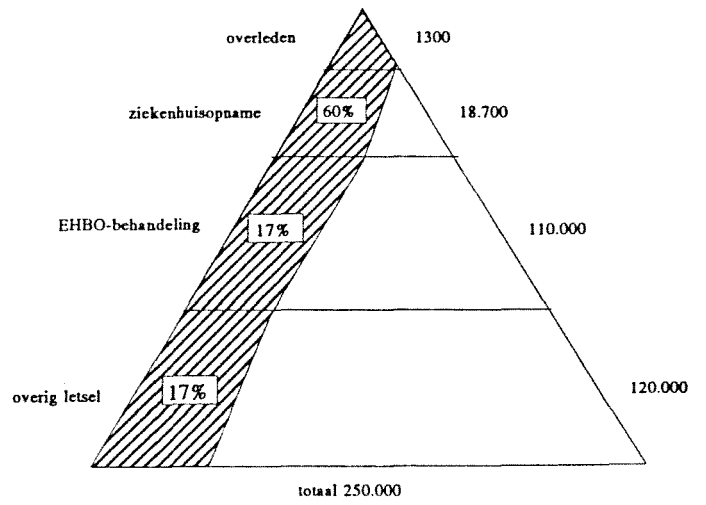 overleden 1300
ziekenhuisopname 60% 18.700
EHBO-behandeling 17% 110.000
overig letsel 17% 120.000
totaal 250.000